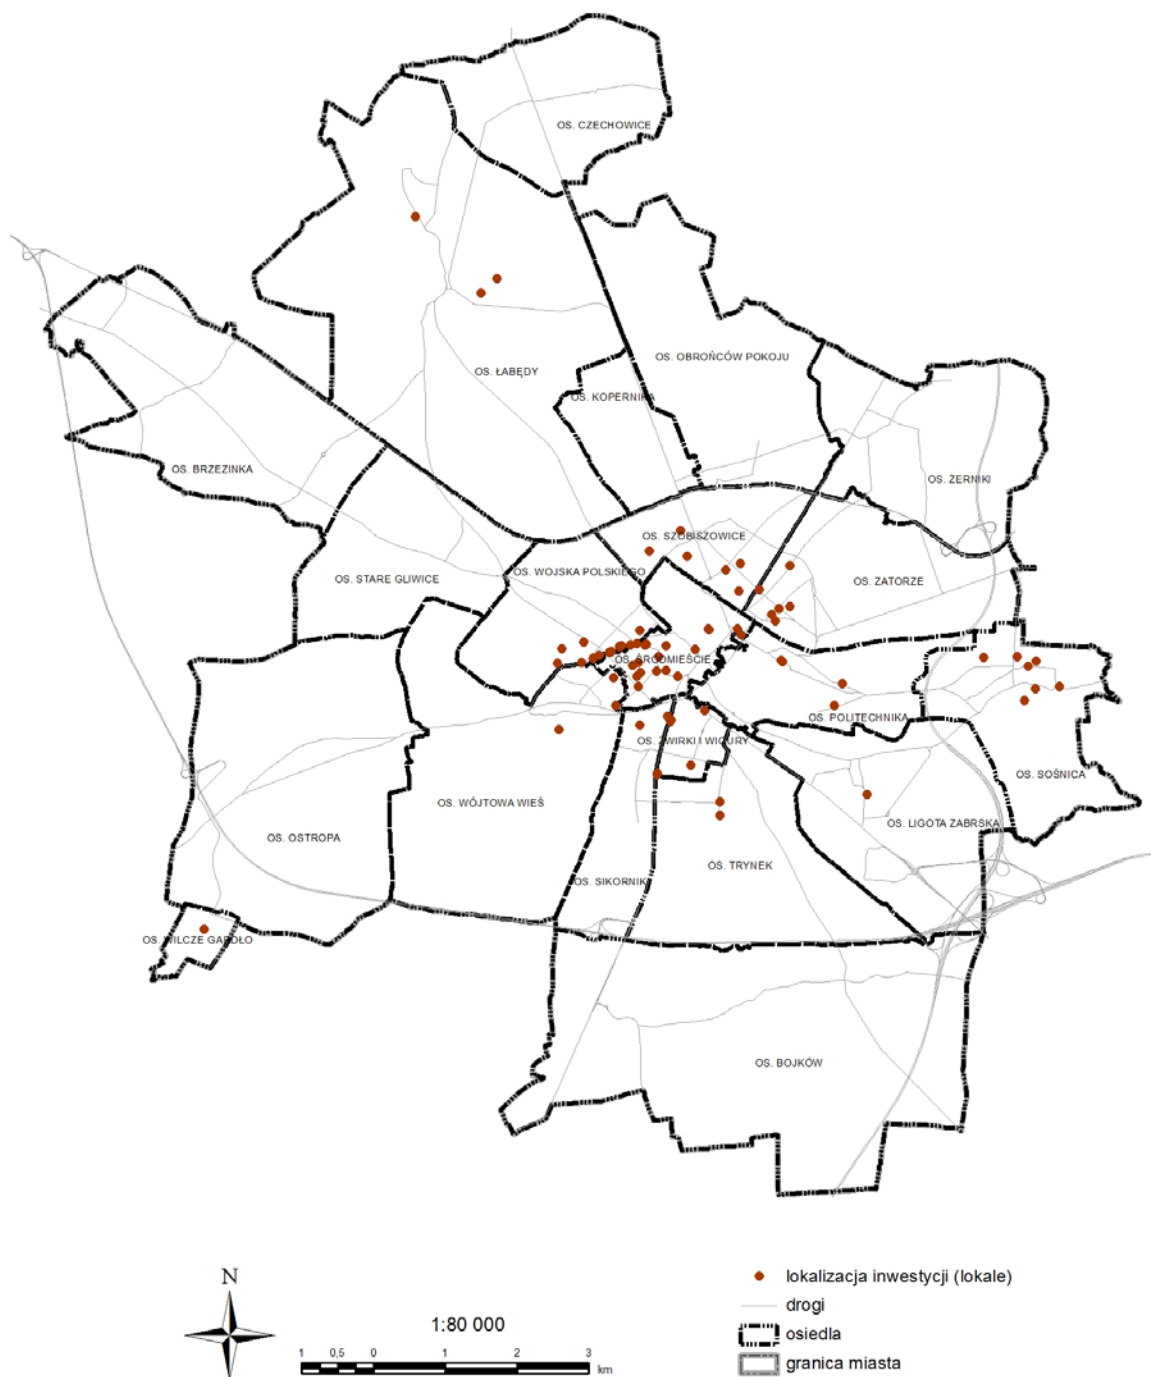 OS. CZECHOWICE
OS. OBROŃCÓW POKOJU
OS. ŁABĘDY
OS. KOPERNIKA
OS. BRZEZINKA
OS. ŻERNIKI
OS. SZOBISZOWICE
OS. WOJSKA POLSKIEGO
OS. STARE GLIWICE
OS. ZATORZE
OS. ŚRÓDMIEŚCIE
OS. POLITECHNIKA
OS. ŻWIRKI I WIGURY
OS. SOŚNICA
OS. WÓJTOWA WIEŚ
OS. LIGOTA ZABRSKA
OS. OSTROPA
OS. TRYNEK
OS. SIKORNIK
OS. WILCZE GARDŁO
OS. BOJKÓW
N
1:80 000
1 0,5 0 1 2 3
km
lokalizacja inwestycji (lokale)
drogi
osiedla
granica miasta